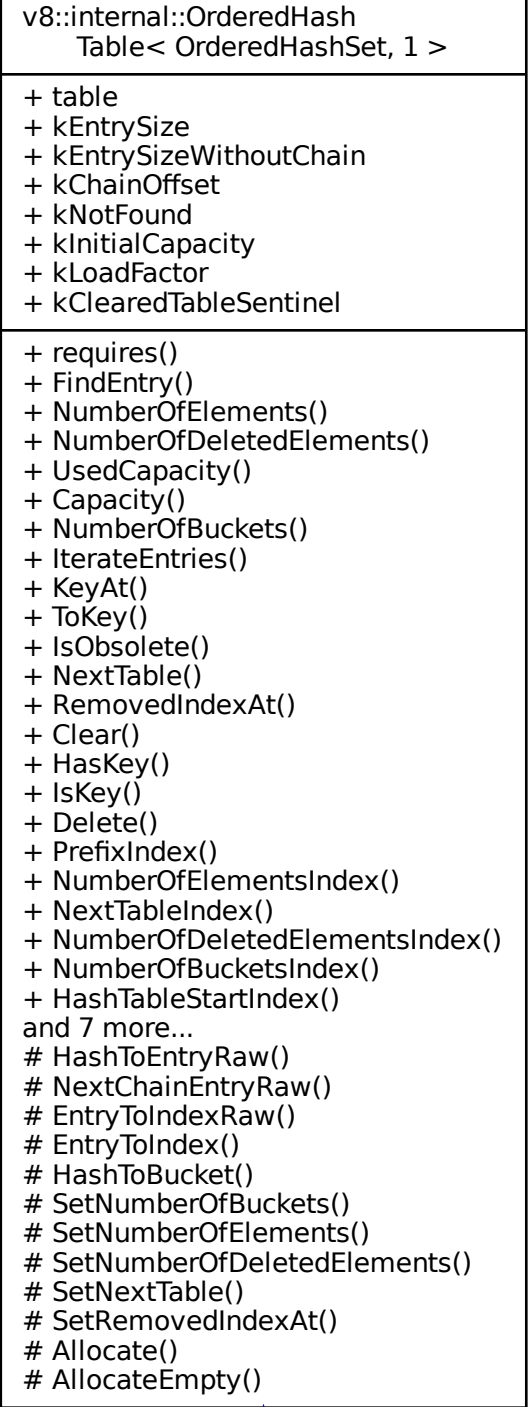 v8::internal::OrderedHash
Table< OrderedHashSet, 1 >
+ table
+ kEntrySize
+ kEntrySizeWithoutChain
+ kChainOffset
+ kNotFound
+ kInitialCapacity
+ kLoadFactor
+ kClearedTableSentinel
+ requires()
+ FindEntry()
+ NumberOfElements()
+ NumberOfDeletedElements()
+ UsedCapacity()
+ Capacity()
+ NumberOfBuckets()
+ IterateEntries()
+ KeyAt()
+ ToKey()
+ IsObsolete()
+ NextTable()
+ RemovedIndexAt()
+ Clear()
+ HasKey()
+ IsKey()
+ Delete()
+ PrefixIndex()
+ NumberOfElementsIndex()
+ NextTableIndex()
+ NumberOfDeletedElementsIndex()
+ NumberOfBucketsIndex()
+ HashTableStartIndex()
and 7 more...
# HashToEntryRaw()
# NextChainEntryRaw()
# EntryToIndexRaw()
# EntryToIndex()
# HashToBucket()
# SetNumberOfBuckets()
# SetNumberOfElements()
# SetNumberOfDeletedElements()
# SetNextTable()
# SetRemovedIndexAt()
# Allocate()
# AllocateEmpty()